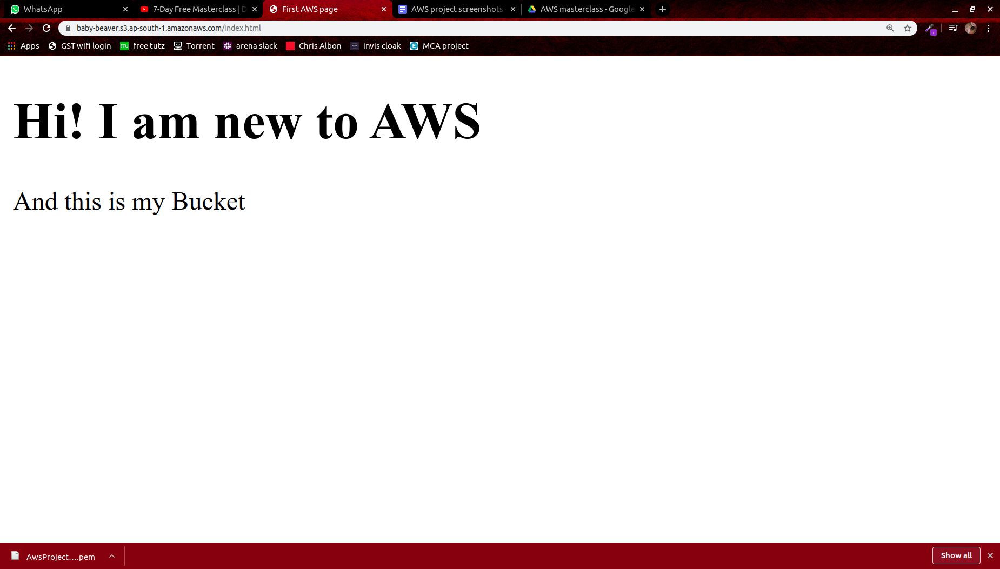 WhatsApp
7-Day Free Masterclass | D
First AWS page
AWS project screenshots
AWS masterclass - Google
baby-beaver.s3.ap-south-1.amazonaws.com/index.html
Apps
GST wifi login
FTU
free tutz
Torrent
arena slack
Chris Albon
invis cloak
E
MCA project
Hi! I am new to AWS
And this is my Bucket
AwsProject....pem
Show all